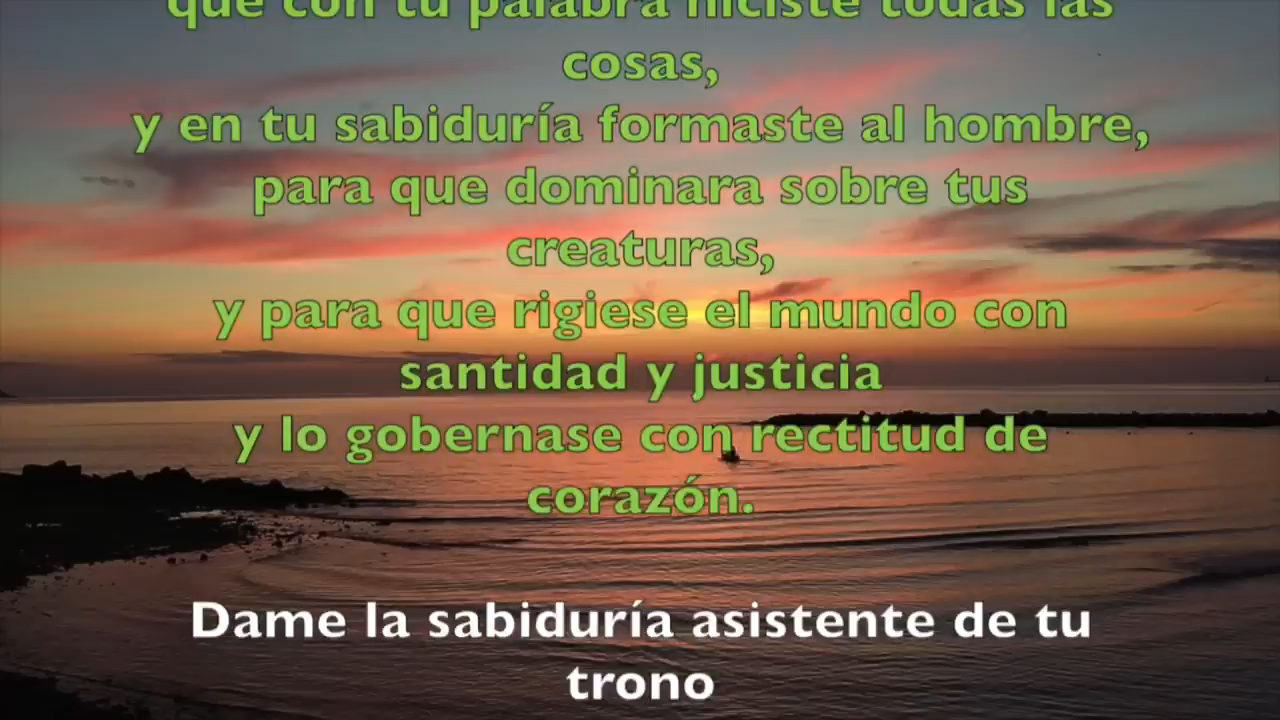 que con tu palabra hiciste todas las
cosas,
y en tu sabiduría formaste al hombre,
para que dominara sobre tus
creaturas,
y para que rigiese el mundo con
santidad y justicia
y lo gobernase con rectitud de
corazón.
Dame la sabiduría asistente de tu
trono